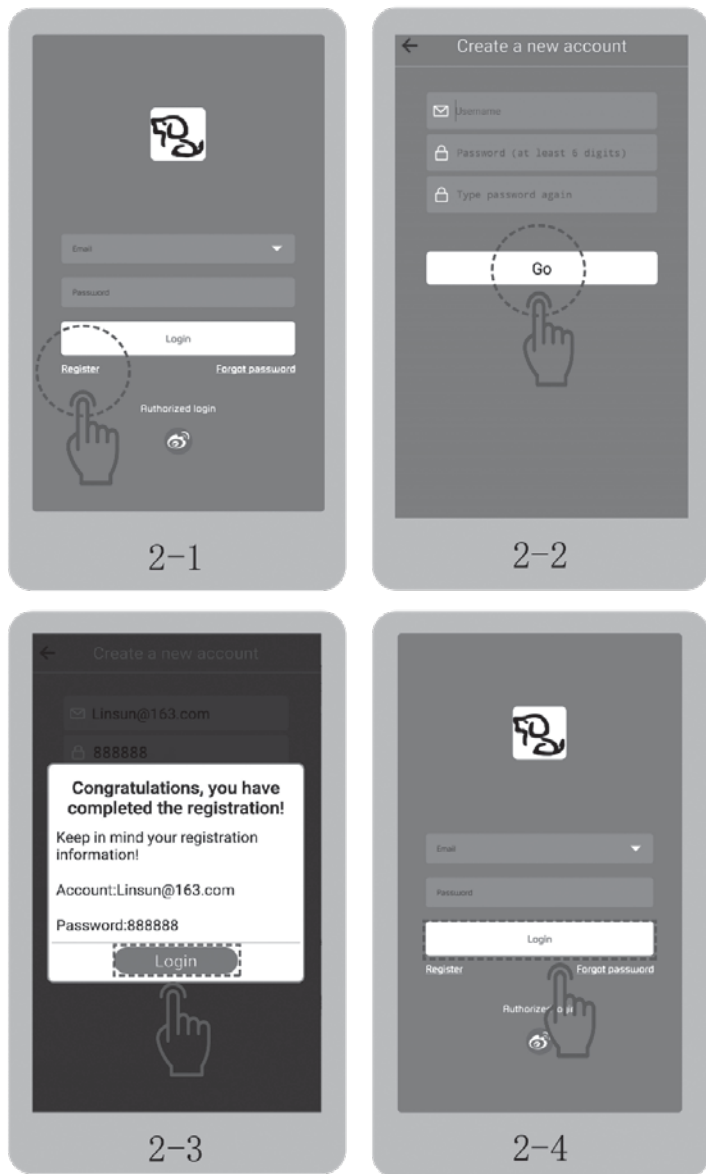 Email
Password
Login
Register Forgot password
Authorized login
2-1
Create a new account
Username
Password (at least 6 digits)
Type password again
Go
2-2
Create a new account
Linsun@163.com
888888
Congratulations, you have
completed the registration!
Keep in mind your registration
information!
Account:Linsun@163.com
Password:888888
Login
2-3
Email
Password
Login
Register Forgot password
2-4